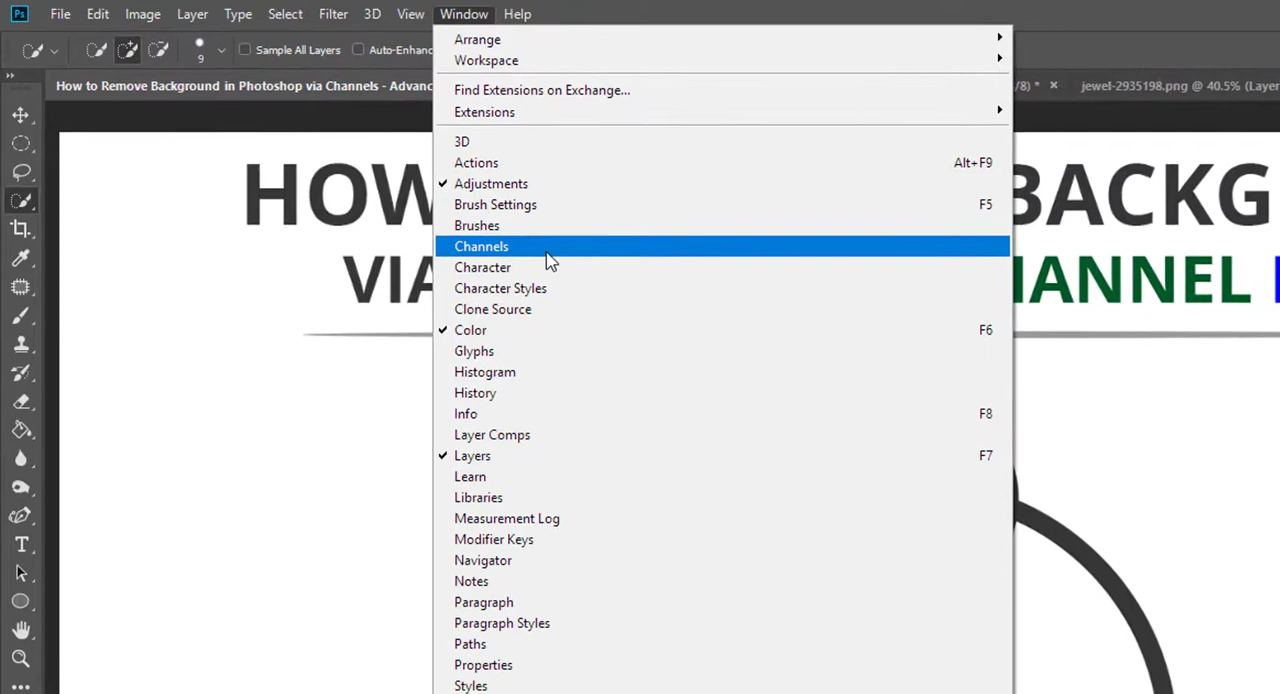 Ps File Edit Image Layer Type Select Filter 3D View Window Help
9 Sample All Layers Auto-Enhanc
How to Remove Background in Photoshop via Channels - Advanc /8) * × jewel-2935198.png @ 40.5% (Layer
Arrange
Workspace
Find Extensions on Exchange...
Extensions
3D
Actions Alt+F9
Adjustments
Brush Settings F5
Brushes
Channels
Character
Character Styles
Clone Source
Color F6
Glyphs
Histogram
History
Info F8
Layer Comps
Layers F7
Learn
Libraries
Measurement Log
Modifier Keys
Navigator
Notes
Paragraph
Paragraph Styles
Paths
Properties
Styles
HOW BACKG
VIA HANNEL